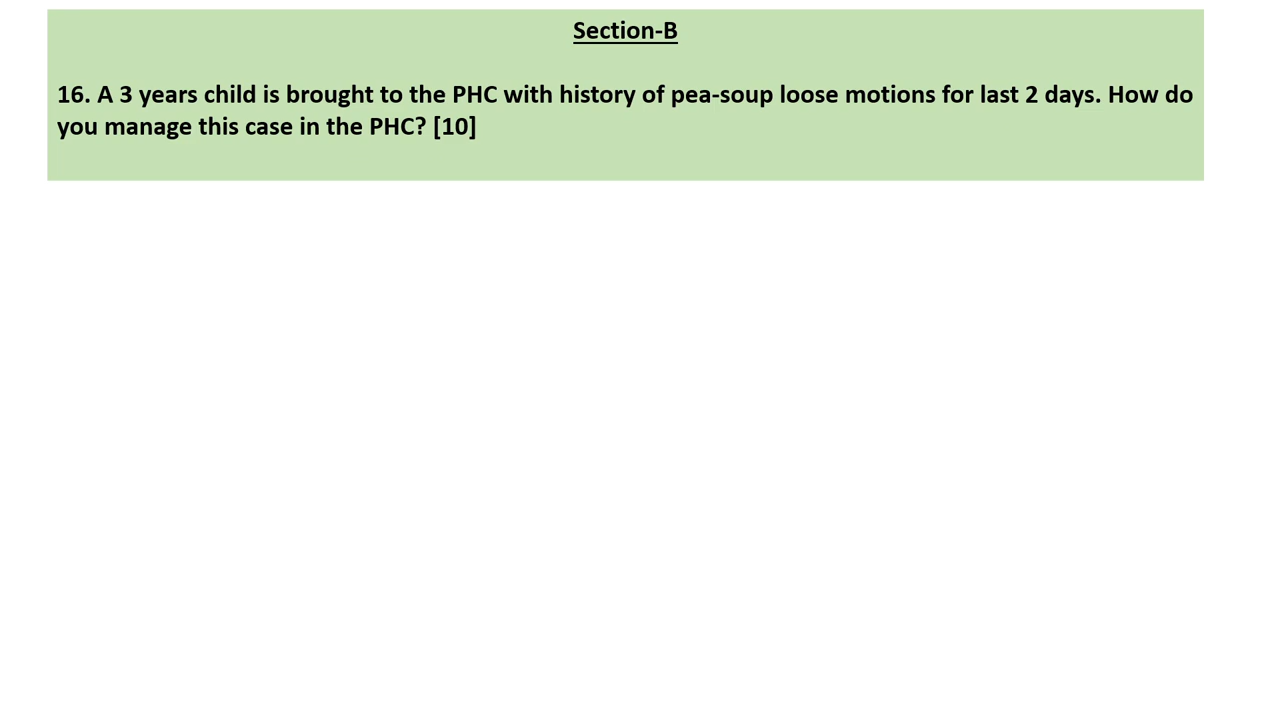 Section-B
16. A 3 years child is brought to the PHC with history of pea-soup loose motions for last 2 days. How do
you manage this case in the PHC? [10]